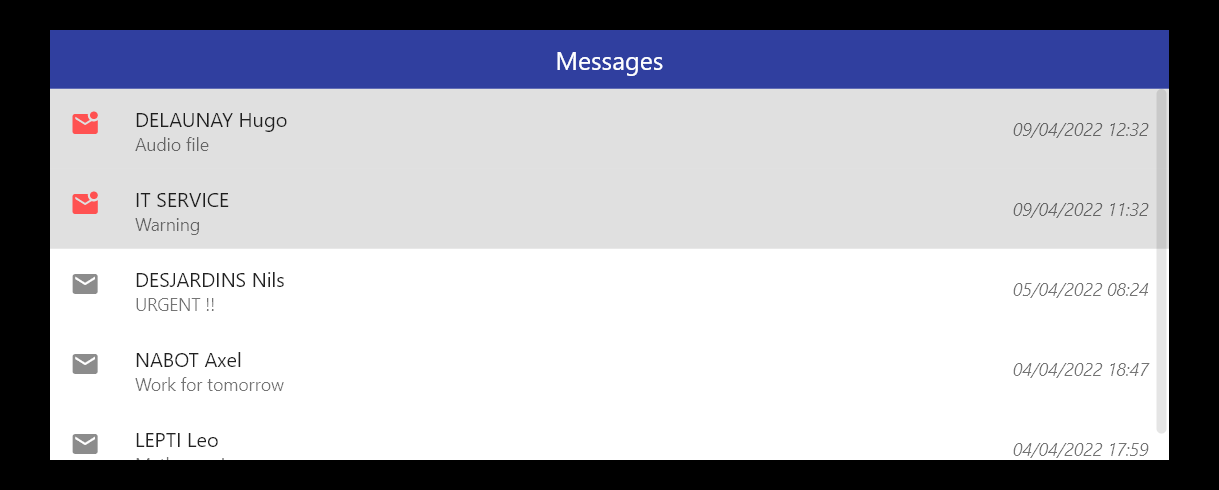 Messages
DELAUNAY Hugo
Audio file
09/04/2022 12:32
IT SERVICE
Warning
09/04/2022 11:32
DESJARDINS Nils
URGENT !!
05/04/2022 08:24
NABOT Axel
Work for tomorrow
04/04/2022 18:47
LEPTI Leo
04/04/2022 17:59